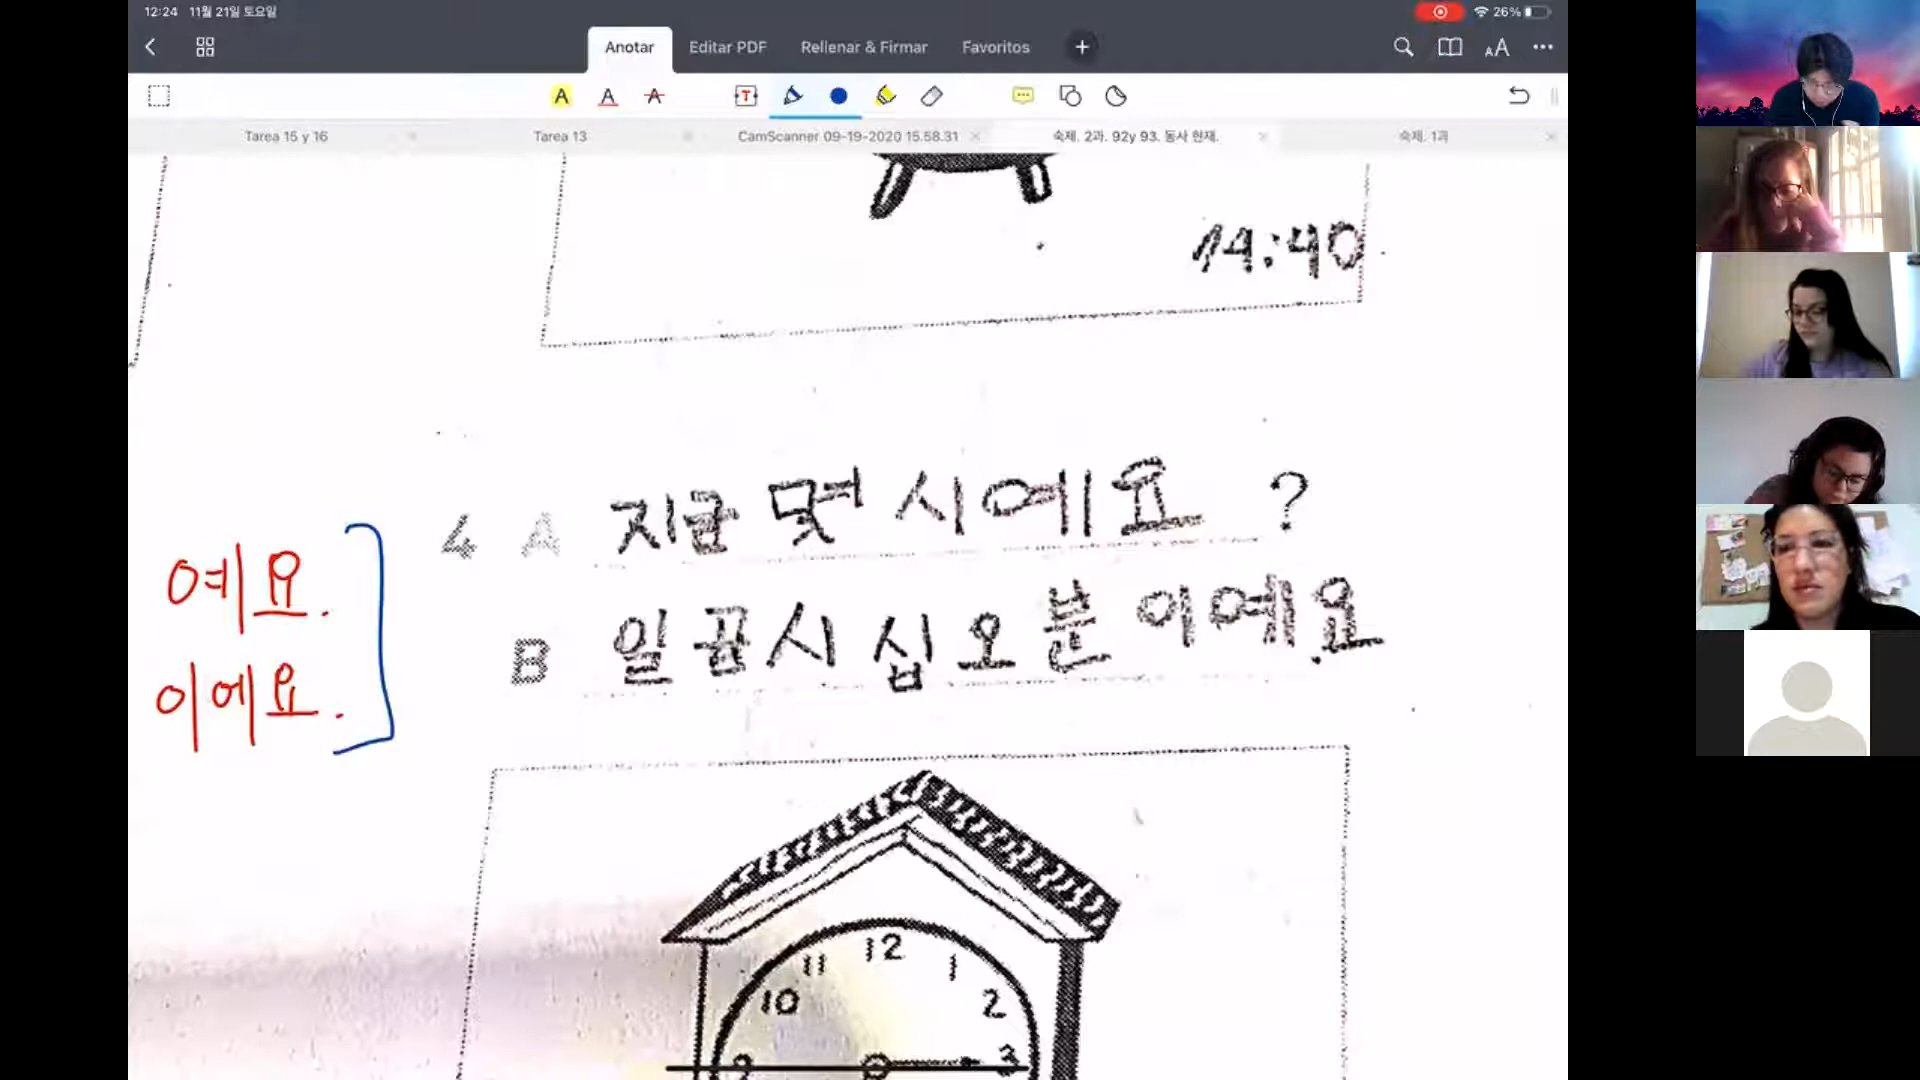 12:24 11월 21일 토요일
26%
Anotar Editar PDF Rellenar & Firmar Favoritos +
A A A T AA
Tarea 15 y 16 Tarea 13 CamScanner 09-19-2020 15.58.31 숙제. 2과. 92y 93. 동사 현재. 숙제. 1과
14:40
4 A 지금 몇 시예요 ?
B 일곱시 십 오 분 이예요
예요.
이에요.
12
11 1
10 2
9 3